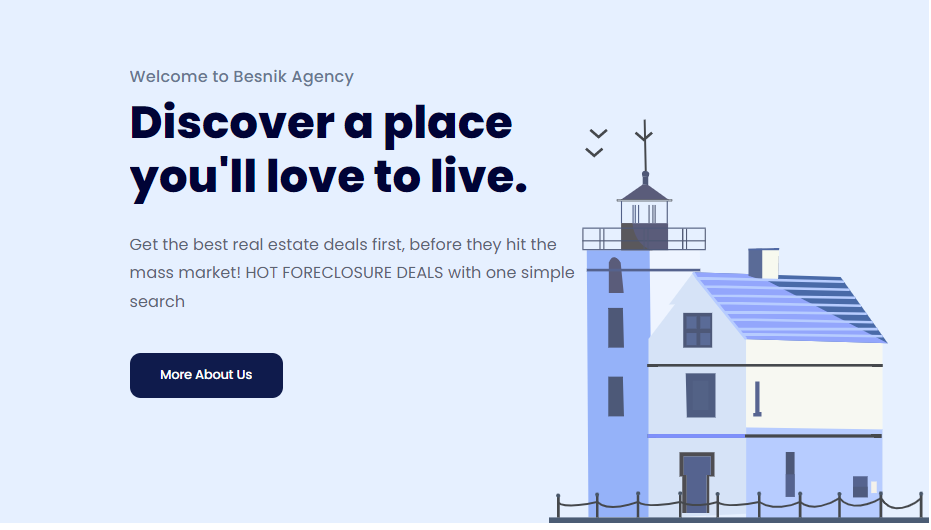 Welcome to Besnik Agency
Discover a place
you'll love to live.
Get the best real estate deals first, before they hit the
mass market! HOT FORECLOSURE DEALS with one simple
search
More About Us